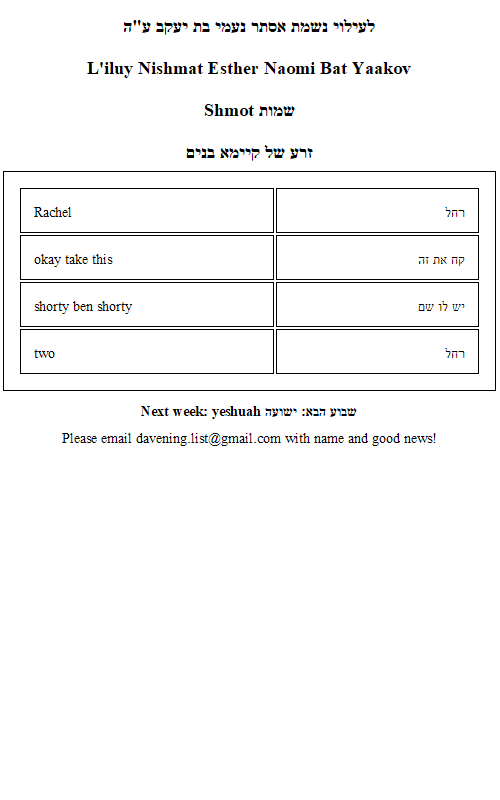 לעילוי נשמת אסתר נעמי בת יעקב ע"ה
L'iluy Nishmat Esther Naomi Bat Yaakov
Shmot שמות
זרע של קיימא בנים
Rachel רחל
okay take this קח את זה
shorty ben shorty יש לו שם
two רחל
Next week: yeshuah שבוע הבא: ישועה
Please email davening.list@gmail.com with name and good news!